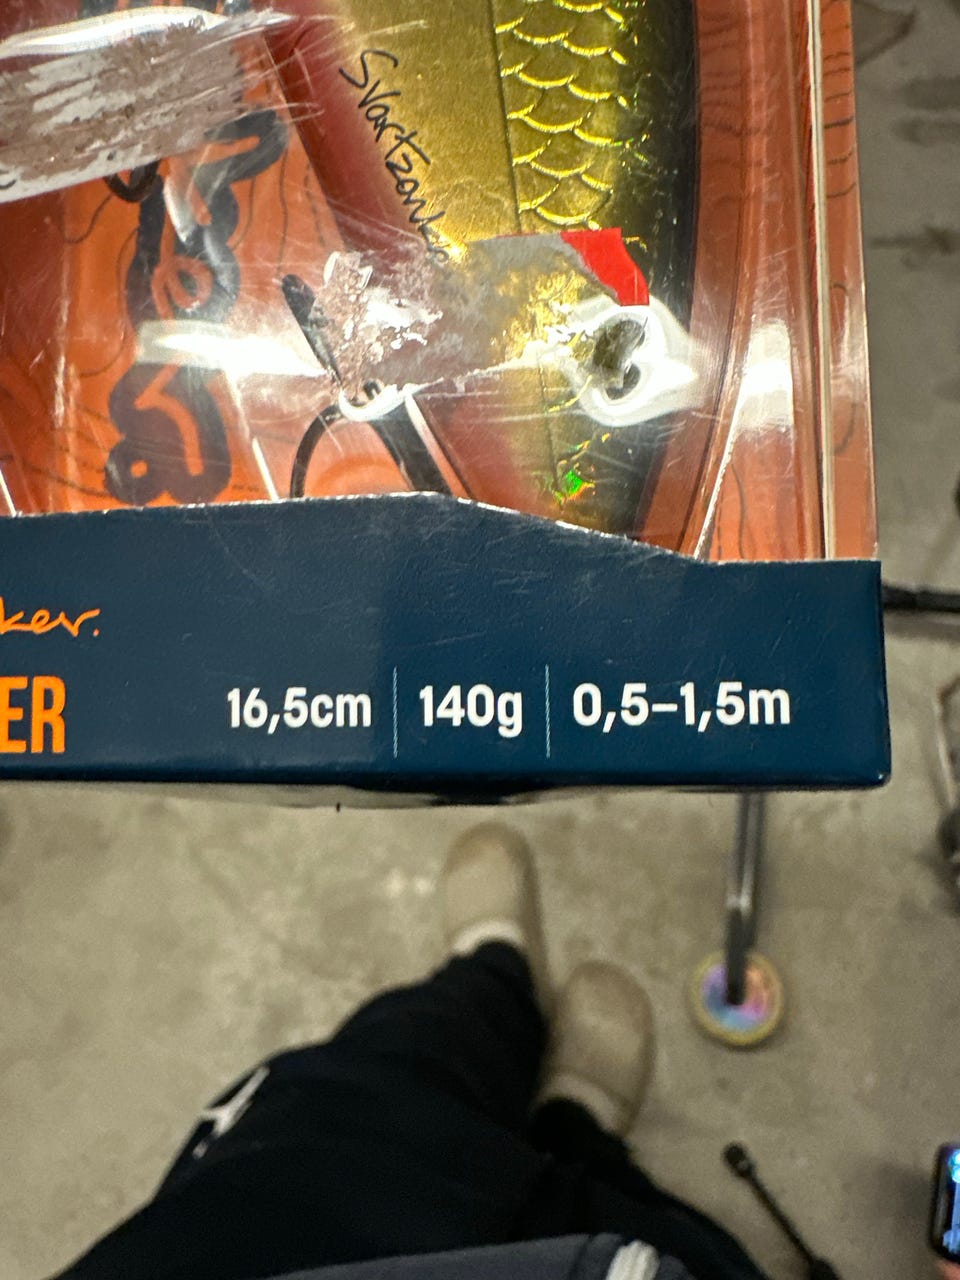 Svartzonker
ker.
ER
16,5cm 140g 0,5–1,5m